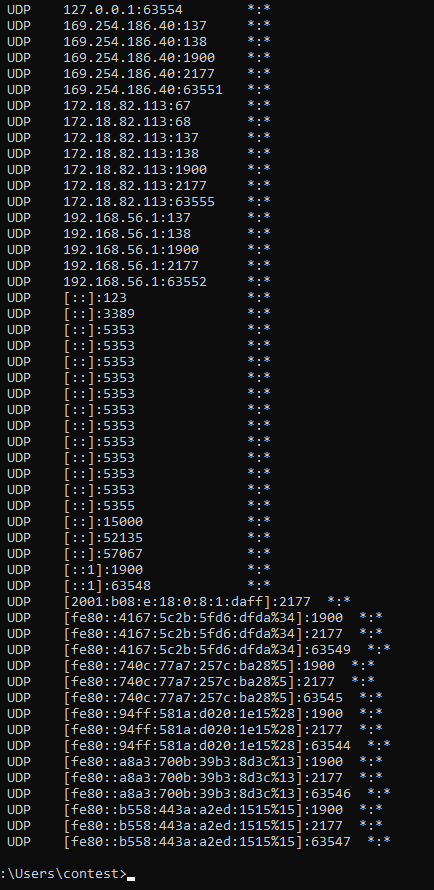 UDP 127.0.0.1:63554 *:*
UDP 169.254.186.40:137 *:*
UDP 169.254.186.40:138 *:*
UDP 169.254.186.40:1900 *:*
UDP 169.254.186.40:2177 *:*
UDP 169.254.186.40:63551 *:*
UDP 172.18.82.113:67 *:*
UDP 172.18.82.113:68 *:*
UDP 172.18.82.113:137 *:*
UDP 172.18.82.113:138 *:*
UDP 172.18.82.113:1900 *:*
UDP 172.18.82.113:2177 *:*
UDP 172.18.82.113:63555 *:*
UDP 192.168.56.1:137 *:*
UDP 192.168.56.1:138 *:*
UDP 192.168.56.1:1900 *:*
UDP 192.168.56.1:2177 *:*
UDP 192.168.56.1:63552 *:*
UDP [::]:123 *:*
UDP [::]:3389 *:*
UDP [::]:5353 *:*
UDP [::]:5353 *:*
UDP [::]:5353 *:*
UDP [::]:5353 *:*
UDP [::]:5353 *:*
UDP [::]:5353 *:*
UDP [::]:5353 *:*
UDP [::]:5353 *:*
UDP [::]:5353 *:*
UDP [::]:5353 *:*
UDP [::]:5353 *:*
UDP [::]:5355 *:*
UDP [::]:15000 *:*
UDP [::]:52135 *:*
UDP [::]:57067 *:*
UDP [::1]:1900 *:*
UDP [::1]:63548 *:*
UDP [2001:b08:e:18:0:8:1:daff]:2177 *:*
UDP [fe80::4167:5c2b:5fd6:dfda%34]:1900 *:*
UDP [fe80::4167:5c2b:5fd6:dfda%34]:2177 *:*
UDP [fe80::4167:5c2b:5fd6:dfda%34]:63549 *:*
UDP [fe80::740c:77a7:257c:ba28%5]:1900 *:*
UDP [fe80::740c:77a7:257c:ba28%5]:2177 *:*
UDP [fe80::740c:77a7:257c:ba28%5]:63545 *:*
UDP [fe80::94ff:581a:d020:1e15%28]:1900 *:*
UDP [fe80::94ff:581a:d020:1e15%28]:2177 *:*
UDP [fe80::94ff:581a:d020:1e15%28]:63544 *:*
UDP [fe80::a8a3:700b:39b3:8d3c%13]:1900 *:*
UDP [fe80::a8a3:700b:39b3:8d3c%13]:2177 *:*
UDP [fe80::a8a3:700b:39b3:8d3c%13]:63546 *:*
UDP [fe80::b558:443a:a2ed:1515%15]:1900 *:*
UDP [fe80::b558:443a:a2ed:1515%15]:2177 *:*
UDP [fe80::b558:443a:a2ed:1515%15]:63547 *:*
:\Users\contest>